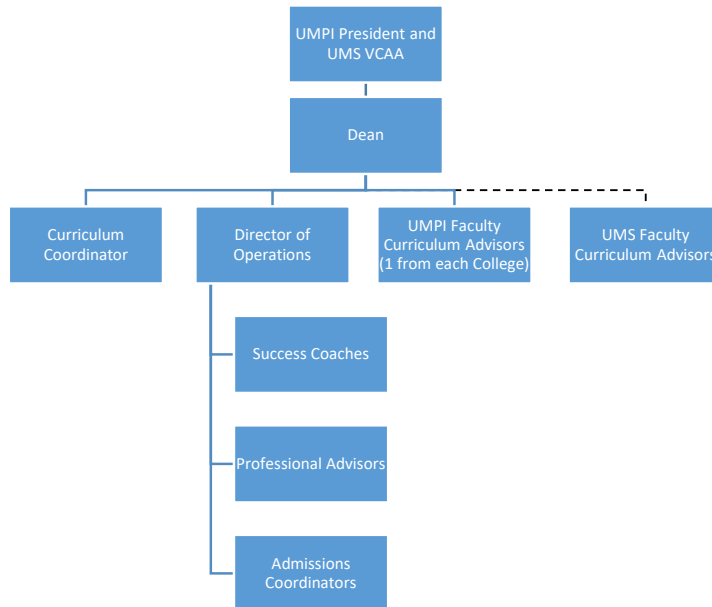 UMPI President and
UMS VCAA
Dean
Curriculum
Coordinator
Director of
Operations
UMPI Faculty
Curriculum Advisors
(1 from each College)
UMS Faculty
Curriculum Advisors
Success Coaches
Professional Advisors
Admissions
Coordinators